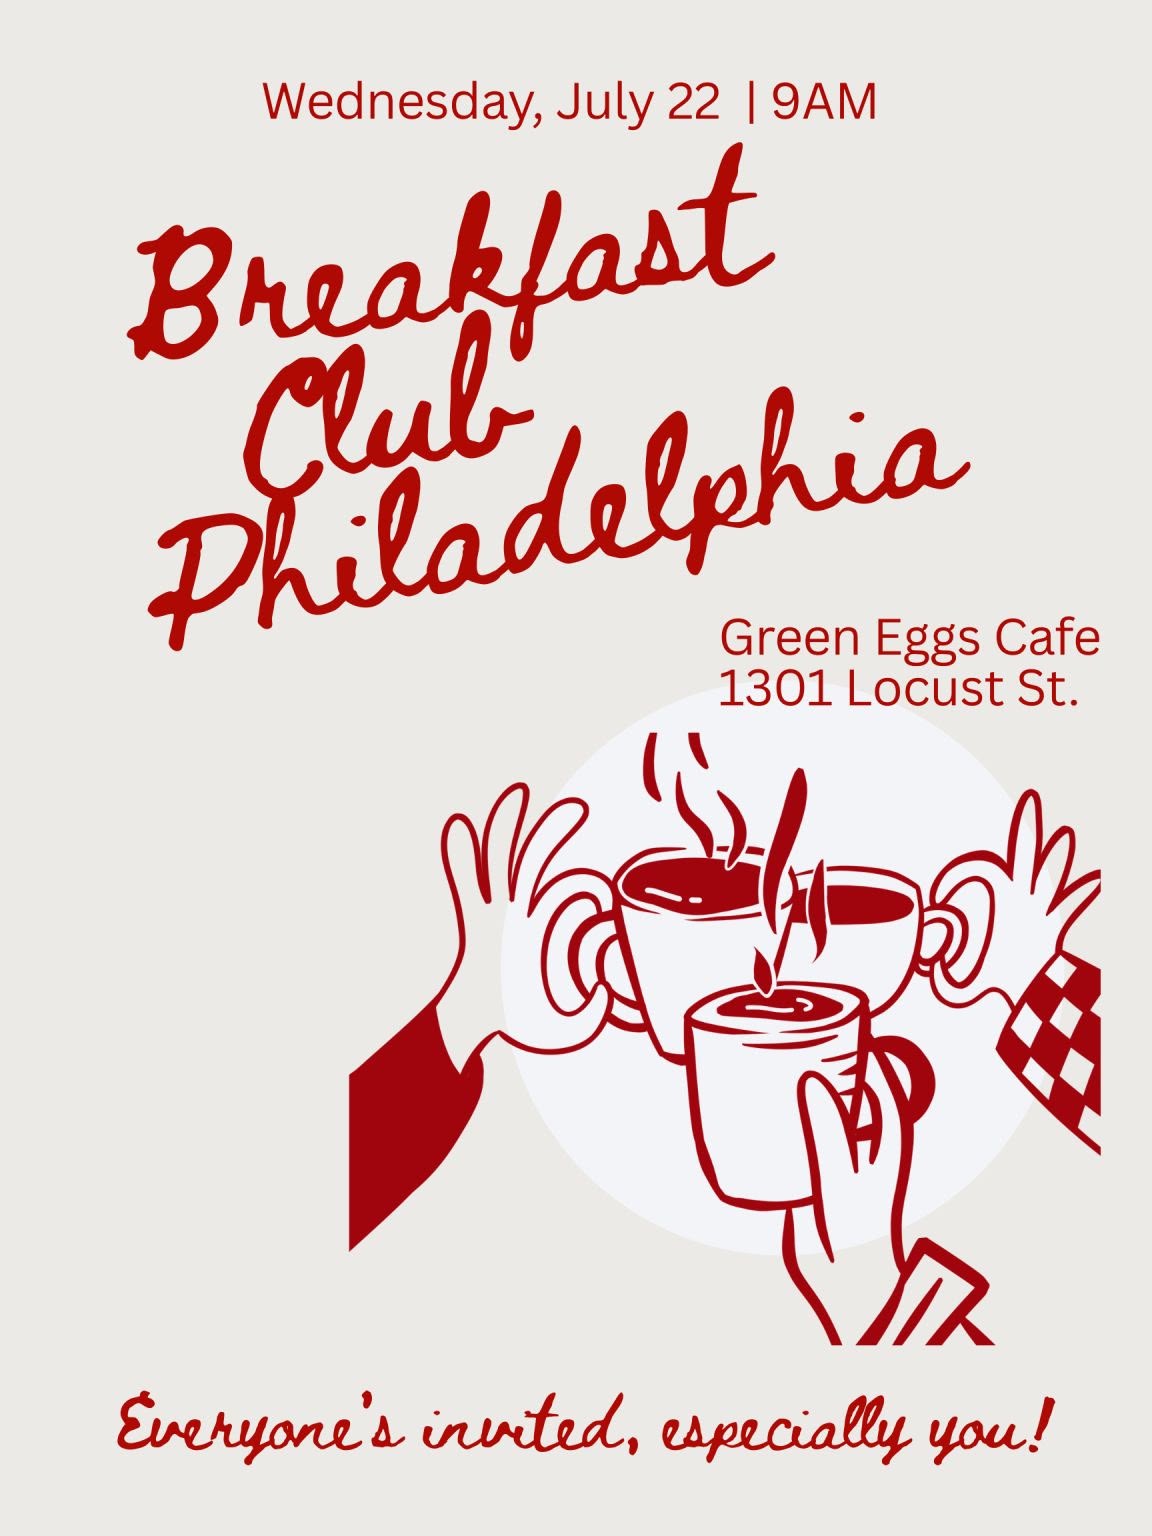 Wednesday, July 22 | 9AM
Breakfast
Club
Philadelphia
Green Eggs Cafe
1301 Locust St.
Everyone's invited, especially you!